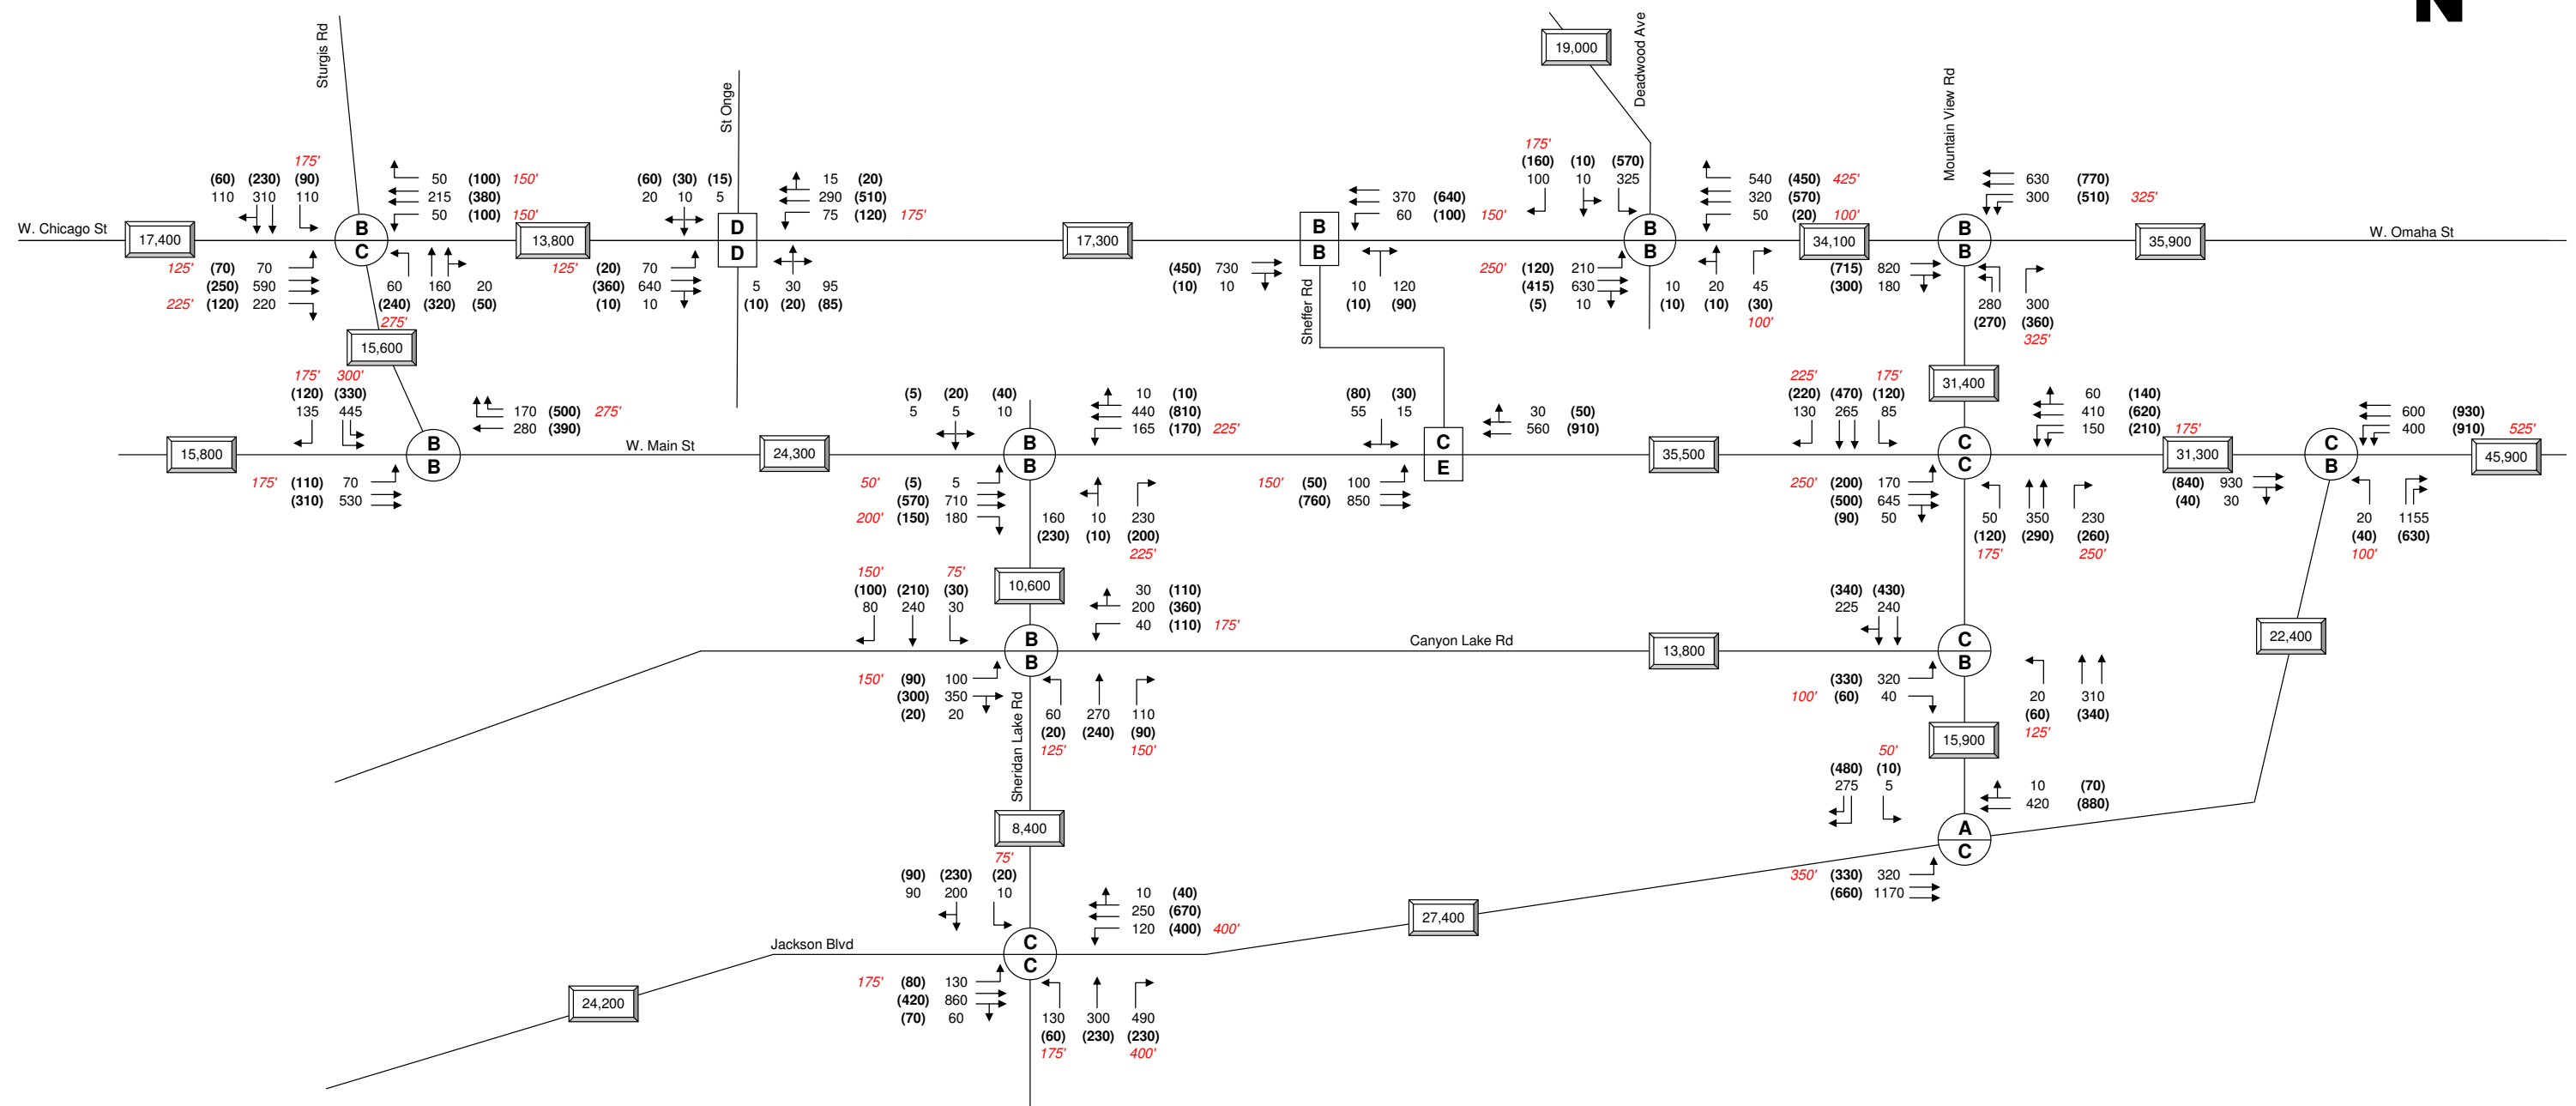 N
Sturgis Rd
St Onge
Deadwood Ave
Mountain View Rd
19,000
W. Chicago St
17,400
175'
(60) (230) (90)
110 310 110
50 (100) 150'
215 (380)
50 (100) 150'
B
C
125' (70) 70
(250) 590
225' (120) 220
60 160 20
(240) (320) (50)
275'
13,800
(60) (30) (15)
20 10 5
15 (20)
290 (510)
75 (120) 175'
D
D
125' (20) 70
(360) 640
(10) 10
5 30 95
(10) (20) (85)
17,300
B
B
370 (640)
60 (100) 150'
(450) 730
(10) 10
10 120
(10) (90)
Sheffer Rd
175'
(160) (10) (570)
100 10 325
540 (450) 425'
320 (570)
50 (20) 100'
B
B
250' (120) 210
(415) 630
(5) 10
10 20 45
(10) (10) (30)
100'
34,100
630 (770)
300 (510) 325'
B
B
(715) 820
(300) 180
280 300
(270) (360)
325'
35,900
W. Omaha St
15,600
31,400
175' 300'
(120) (330)
135 445
170 (500) 275'
280 (390)
15,800
B
B
175' (110) 70
(310) 530
W. Main St
24,300
(5) (20) (40)
5 5 10
10 (10)
440 (810)
165 (170) 225'
B
B
50' (5) 5
(570) 710
200' (150) 180
160 10 230
(230) (10) (200)
225'
(80) (30)
55 15
30 (50)
560 (910)
C
E
150' (50) 100
(760) 850
35,500
225' 175'
(220) (470) (120)
130 265 85
60 (140)
410 (620)
150 (210) 175'
C
C
250' (200) 170
(500) 645
(90) 50
50 350 230
(120) (290) (260)
175' 250'
31,300
600 (930)
400 (910) 525'
C
B
(840) 930
(40) 30
20 1155
(40) (630)
100'
45,900
10,600
150' 75'
(100) (210) (30)
80 240 30
30 (110)
200 (360)
40 (110) 175'
B
B
150' (90) 100
(300) 350
(20) 20
60 270 110
(20) (240) (90)
125' 150'
Canyon Lake Rd
13,800
(340) (430)
225 240
C
B
(330) 320
100' (60) 40
20 310
(60) (340)
125'
22,400
Sheridan Lake Rd
15,900
50'
(480) (10)
275 5
10 (70)
420 (880)
A
C
350' (330) 320
(660) 1170
8,400
75'
(90) (230) (20)
90 200 10
10 (40)
250 (670)
120 (400) 400'
Jackson Blvd
C
C
175' (80) 130
(420) 860
(70) 60
130 300 490
(60) (230) (230)
175' 400'
27,400
24,200